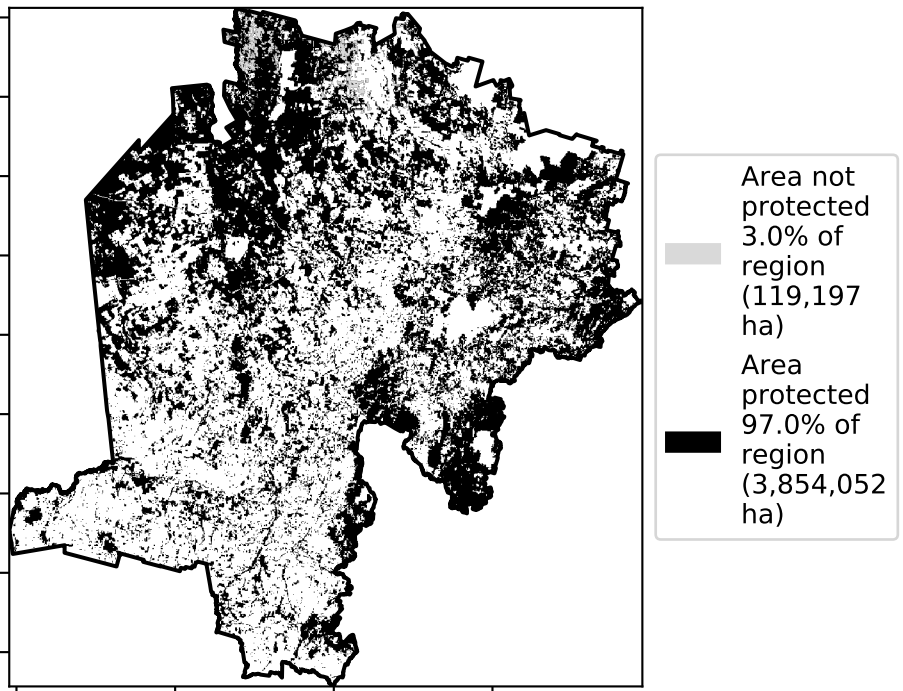 Area not
protected
3.0% of
region
(119,197
ha)
Area
protected
97.0% of
region
(3,854,052
ha)